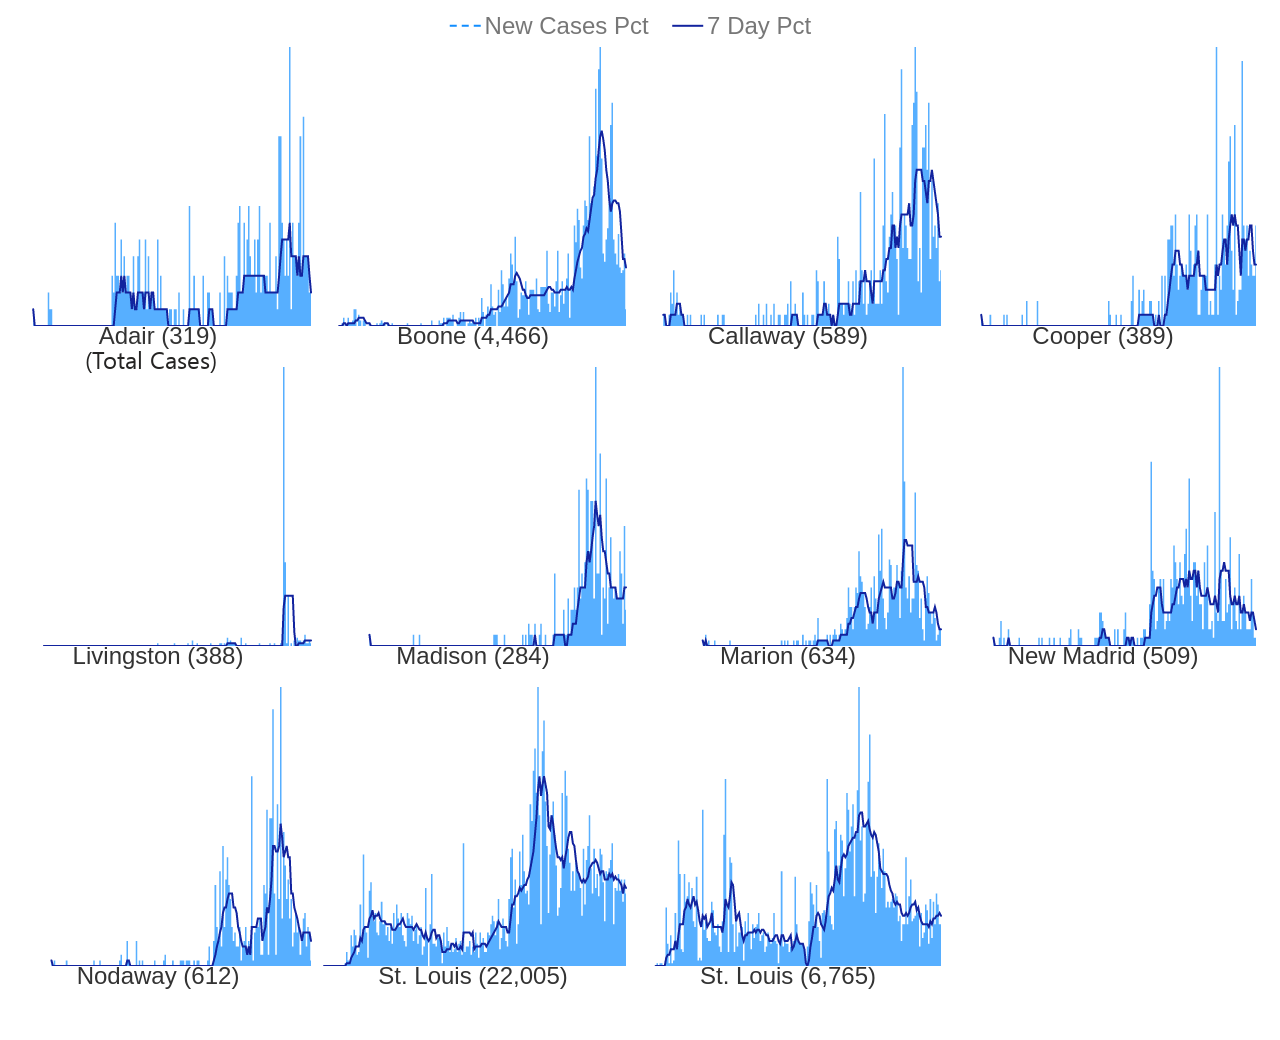 New Cases Pct 7 Day Pct
Adair (319) Boone (4,466) Callaway (589) Cooper (389)
(Total Cases)
Livingston (388) Madison (284) Marion (634) New Madrid (509)
Nodaway (612) St. Louis (22,005) St. Louis (6,765)